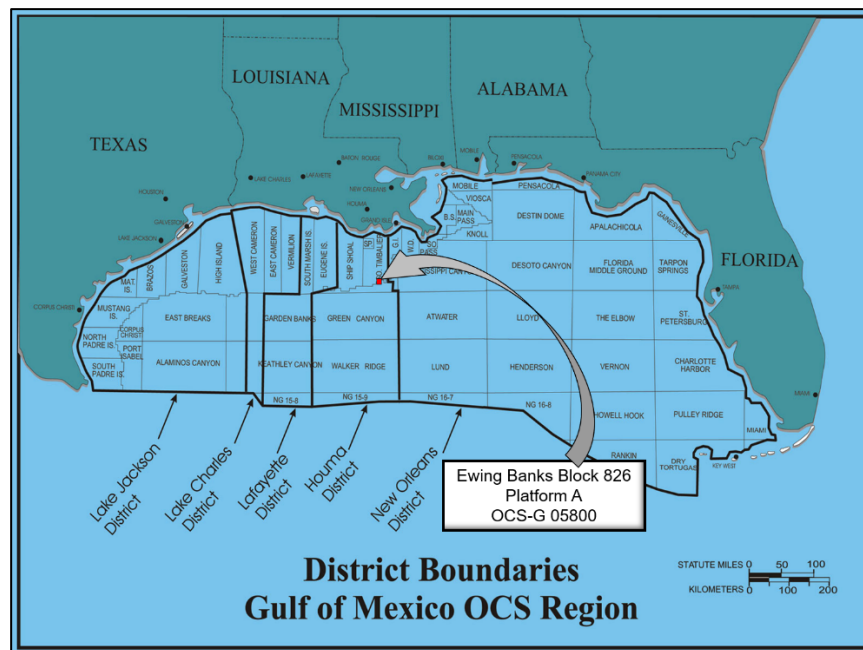 LOUISIANA
ALABAMA
MISSISSIPPI
TEXAS
FLORIDA
BATON ROUGE
LAKE CHARLES
LAFAYETTE
BILOXI
MOBILE
PENSACOLA
PANAMA CITY
NEW ORLEANS
HOUMA
HOUSTON
GALVESTON
LAKE JACKSON
CORPUS CHRISTI
TAMPA
MIAMI
KEY WEST
MOBILE
PENSACOLA
VIOSCA
KNOLL
B.S.
MAIN
PASS
DESTIN DOME
APALACHICOLA
GAINESVILLE
WEST CAMERON
EAST CAMERON
VERMILION
SOUTH MARSH IS.
EUGENE IS.
SHIP SHOAL
G.I.
W.D.
SO.
PASS
HIGH ISLAND
GALVESTON
BRAZOS
MAT.
IS.
MUSTANG IS.
NORTH
PADRE IS.
CORPUS
CHRISTI
PORT
ISABEL
SOUTH
PADRE IS.
EAST BREAKS
ALAMINOS CANYON
GARDEN BANKS
KEATHLEY CANYON
GREEN CANYON
WALKER RIDGE
ATWATER
LUND
DESOTO CANYON
LLOYD
HENDERSON
FLORIDA
MIDDLE GROUND
TARPON
SPRINGS
THE ELBOW
ST.
PETERSBURG
VERNON
CHARLOTTE
HARBOR
HOWELL HOOK
PULLEY RIDGE
MIAMI
RANKIN
DRY
TORTUGAS
NG 15-8
NG 15-9
NG 16-7
NG 16-8
Lake Jackson
District
Lake Charles
District
Lafayette
District
Houma
District
New Orleans
District
Ewing Banks Block 826
Platform A
OCS-G 05800
District Boundaries
Gulf of Mexico OCS Region
STATUTE MILES 0 50 100
KILOMETERS 0 100 200